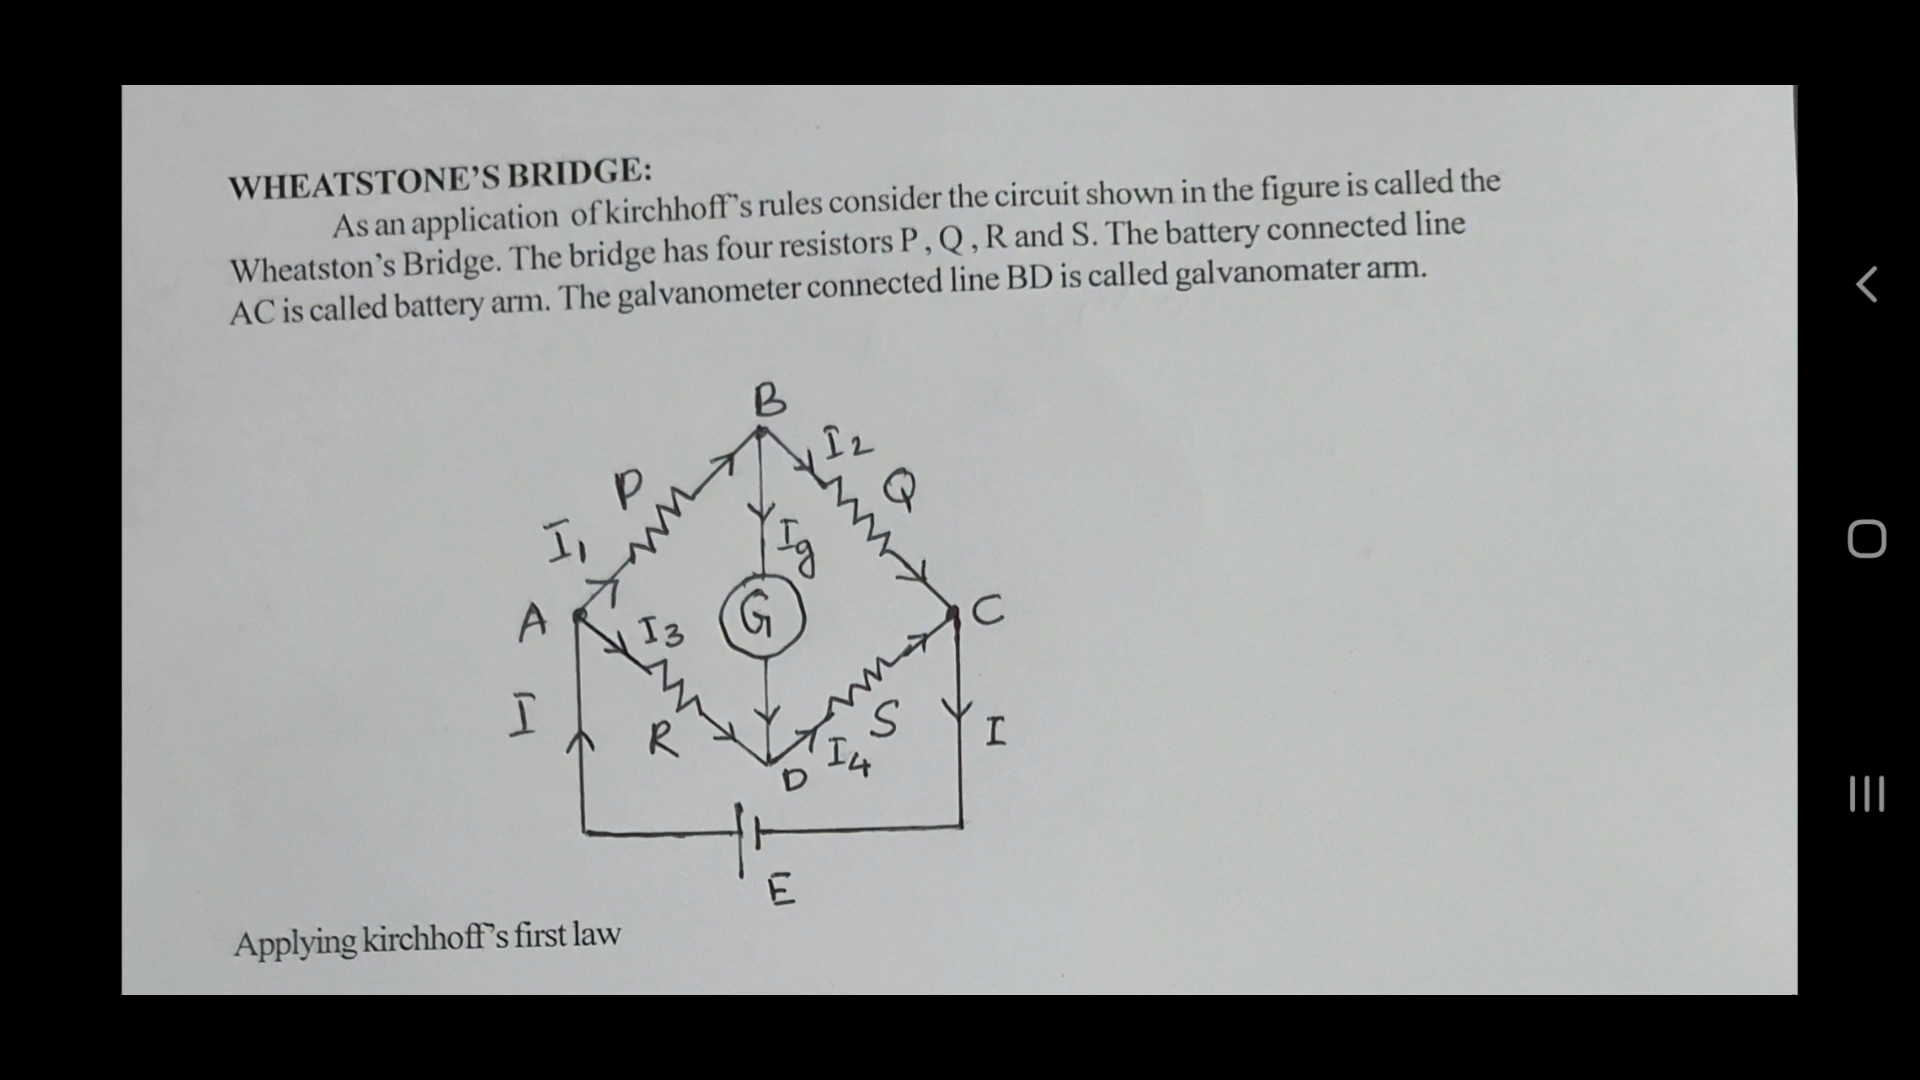 WHEATSTONE'S BRIDGE:
As an application of kirchhoff's rules consider the circuit shown in the figure is called the
Wheatston's Bridge. The bridge has four resistors P , Q , R and S. The battery connected line
AC is called battery arm. The galvanometer connected line BD is called galvanomater arm.
B
I2
P
Q
I1
Ig
A
I3
G
C
I
R
S
I
D
I4
E
Applying kirchhoff's first law